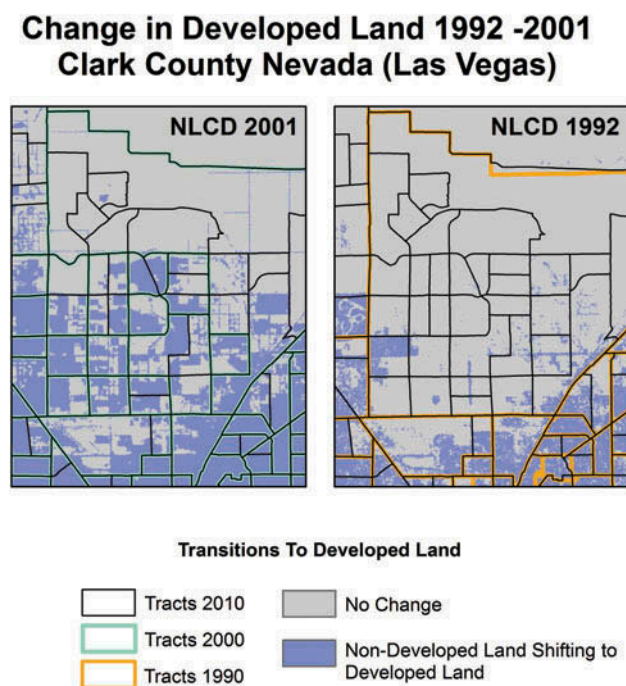 Change in Developed Land 1992 -2001
Clark County Nevada (Las Vegas)
NLCD 2001
NLCD 1992
Transitions To Developed Land
Tracts 2010
Tracts 2000
Tracts 1990
No Change
Non-Developed Land Shifting to
Developed Land